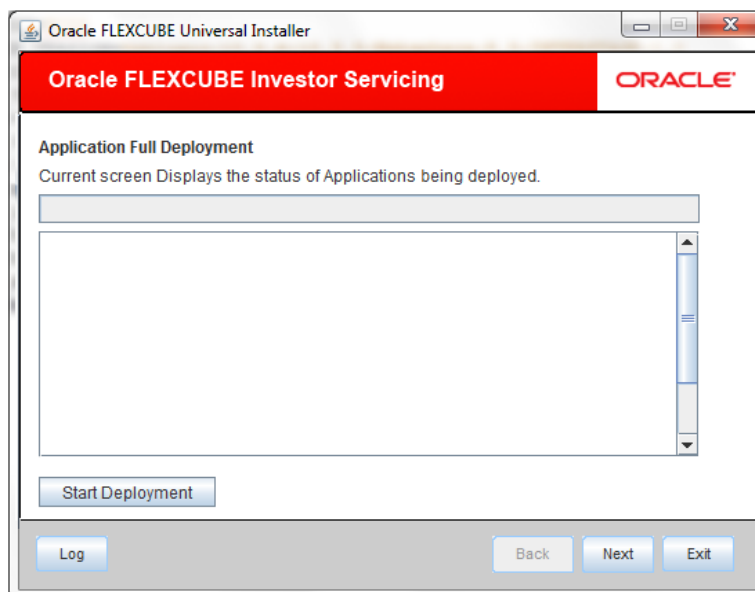 Oracle FLEXCUBE Universal Installer
Oracle FLEXCUBE Investor Servicing
ORACLE
Application Full Deployment
Current screen Displays the status of Applications being deployed.
Start Deployment
Log Back Next Exit